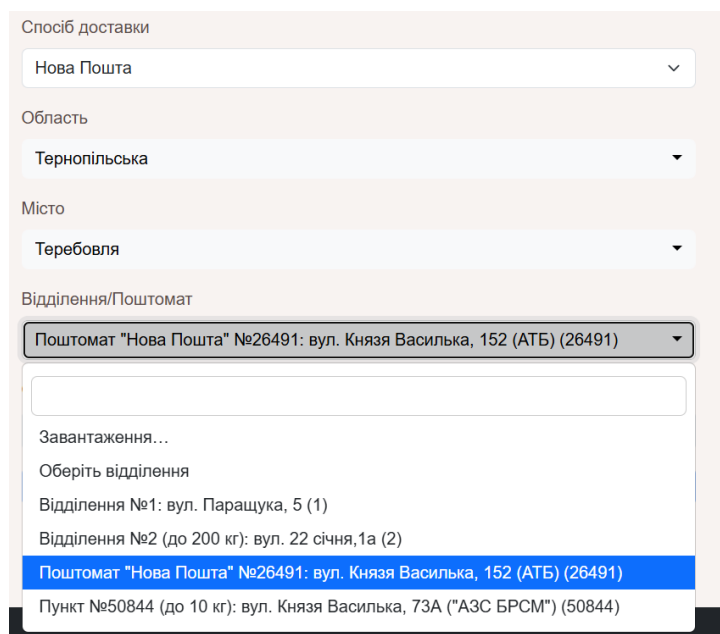 Спосіб доставки
Нова Пошта
Область
Тернопільська
Місто
Теребовля
Відділення/Поштомат
Поштомат "Нова Пошта" №26491: вул. Князя Василька, 152 (АТБ) (26491)
Завантаження…
Оберіть відділення
Відділення №1: вул. Паращука, 5 (1)
Відділення №2 (до 200 кг): вул. 22 січня,1а (2)
Поштомат "Нова Пошта" №26491: вул. Князя Василька, 152 (АТБ) (26491)
Пункт №50844 (до 10 кг): вул. Князя Василька, 73А ("АЗС БРСМ") (50844)